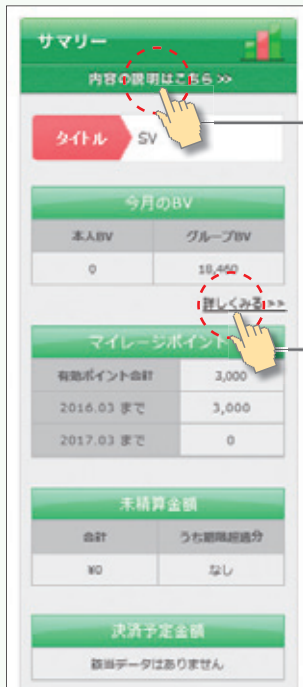 サマリー
内容の説明はこちら >>
タイトル SV
今月のBV
本人BV グループBV
0 18,460
詳しくみる >>
マイレージポイント
有効ポイント合計 3,000
2016.03 まで 3,000
2017.03 まで 0
未精算金額
合計 うち期限超過分
¥0 なし
決済予定金額
該当データはありません